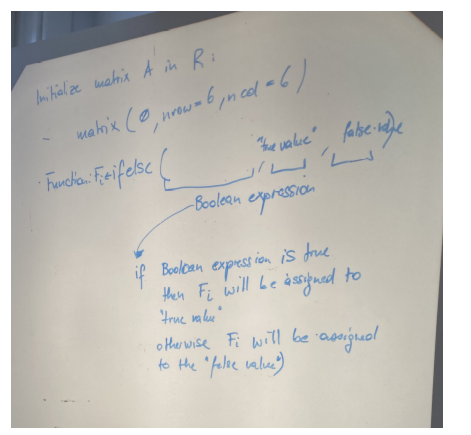 Initialize matrix A in R:
- matrix (0, nrow=6, ncol=6)
"true value", false value
· Function: Fi ← ifelse (
Boolean expression
if Boolean expression is true
then Fi will be assigned to
"true value"
otherwise Fi will be assigned
to the "false value")